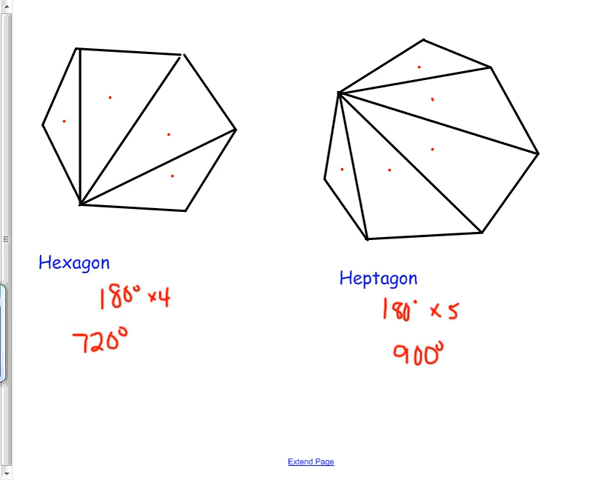 Hexagon
180° x4
720°
Heptagon
180° x 5
900°
Extend Page